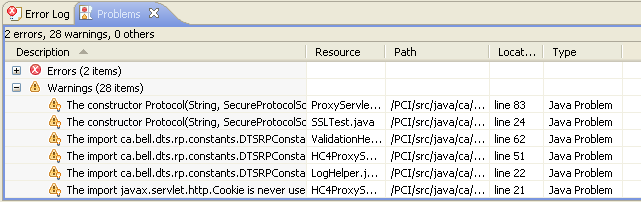 Error Log Problems
2 errors, 28 warnings, 0 others
Description Resource Path Locat... Type
Errors (2 items)
Warnings (28 items)
The constructor Protocol(String, SecureProtocolSc ProxyServle... /PCI/src/java/ca/... line 83 Java Problem
The constructor Protocol(String, SecureProtocolSc SSLTest.java /PCI/src/java/ca/... line 24 Java Problem
The import ca.bell.dts.rp.constants.DTSRPConsta ValidationHe... /PCI/src/java/ca/... line 62 Java Problem
The import ca.bell.dts.rp.constants.DTSRPConsta HC4ProxyS... /PCI/src/java/ca/... line 51 Java Problem
The import ca.bell.dts.rp.constants.DTSRPConsta LogHelper.j... /PCI/src/java/ca/... line 22 Java Problem
The import javax.servlet.http.Cookie is never use HC4ProxyS... /PCI/src/java/ca/... line 21 Java Problem